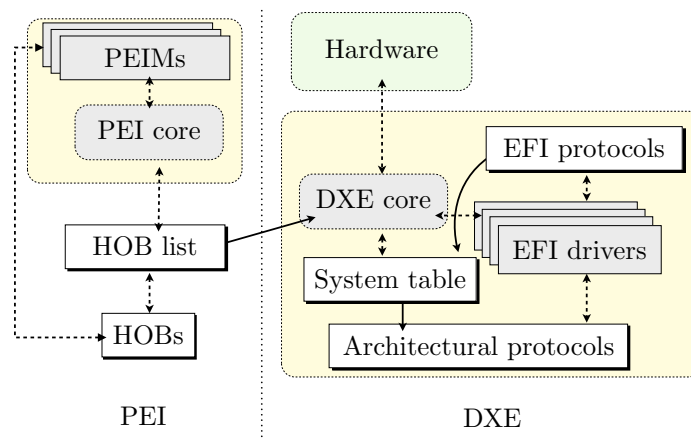 PEIMs
PEI core
HOB list
HOBs
PEI
Hardware
EFI protocols
DXE core
EFI drivers
System table
Architectural protocols
DXE